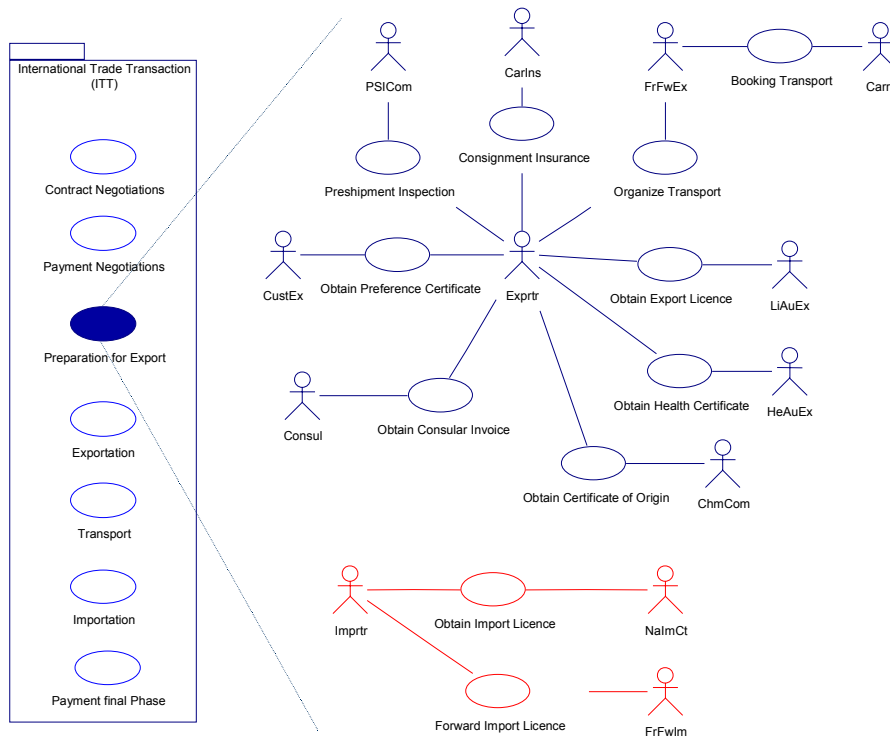 International Trade Transaction
(ITT)
Contract Negotiations
Payment Negotiations
Preparation for Export
Exportation
Transport
Importation
Payment final Phase
PSICom
CarIns
FrFwEx
Booking Transport
Carr
Preshipment Inspection
Consignment Insurance
Organize Transport
CustEx
Obtain Preference Certificate
Exprtr
Obtain Export Licence
LiAuEx
Consul
Obtain Consular Invoice
Obtain Health Certificate
HeAuEx
Obtain Certificate of Origin
ChmCom
Imprtr
Obtain Import Licence
NaImCt
Forward Import Licence
FrFwIm